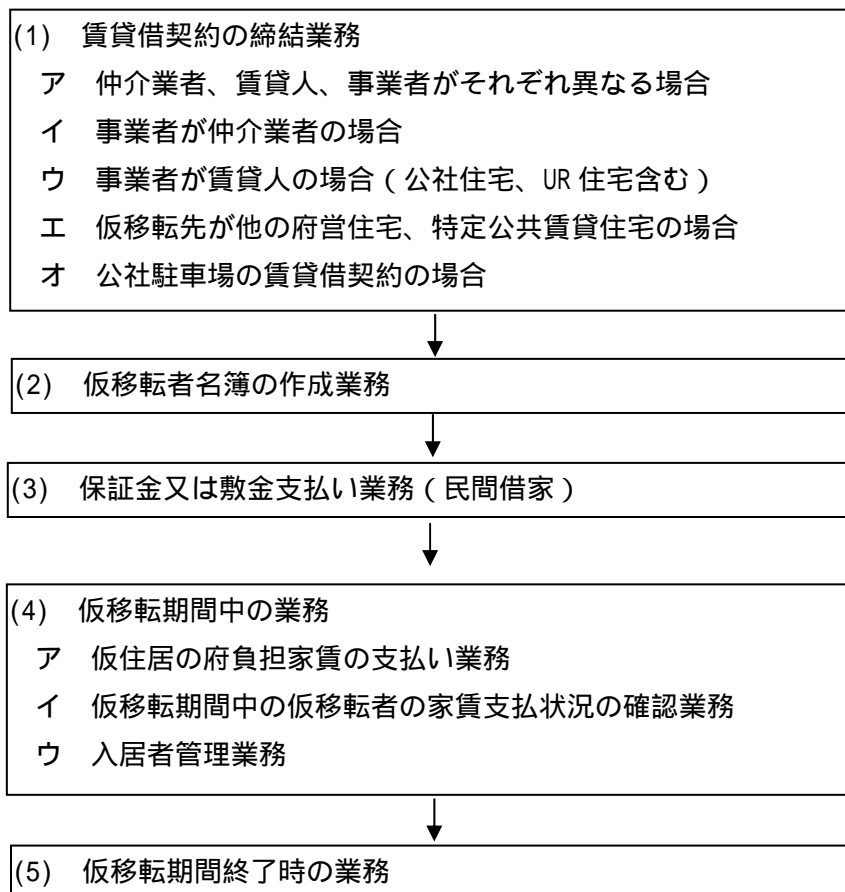 (1) 賃貸借契約の締結業務
ア 仲介業者、賃貸人、事業者がそれぞれ異なる場合
イ 事業者が仲介業者の場合
ウ 事業者が賃貸人の場合（公社住宅、UR 住宅含む）
エ 仮移転先が他の府営住宅、特定公共賃貸住宅の場合
オ 公社駐車場の賃貸借契約の場合
(2) 仮移転者名簿の作成業務
(3) 保証金又は敷金支払い業務（民間借家）
(4) 仮移転期間中の業務
ア 仮住居の府負担家賃の支払い業務
イ 仮移転期間中の仮移転者の家賃支払状況の確認業務
ウ 入居者管理業務
(5) 仮移転期間終了時の業務